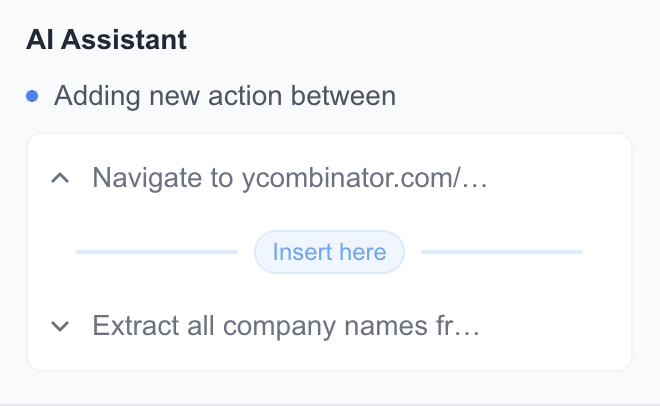 AI Assistant
Adding new action between
Navigate to ycombinator.com/…
Insert here
Extract all company names fr…